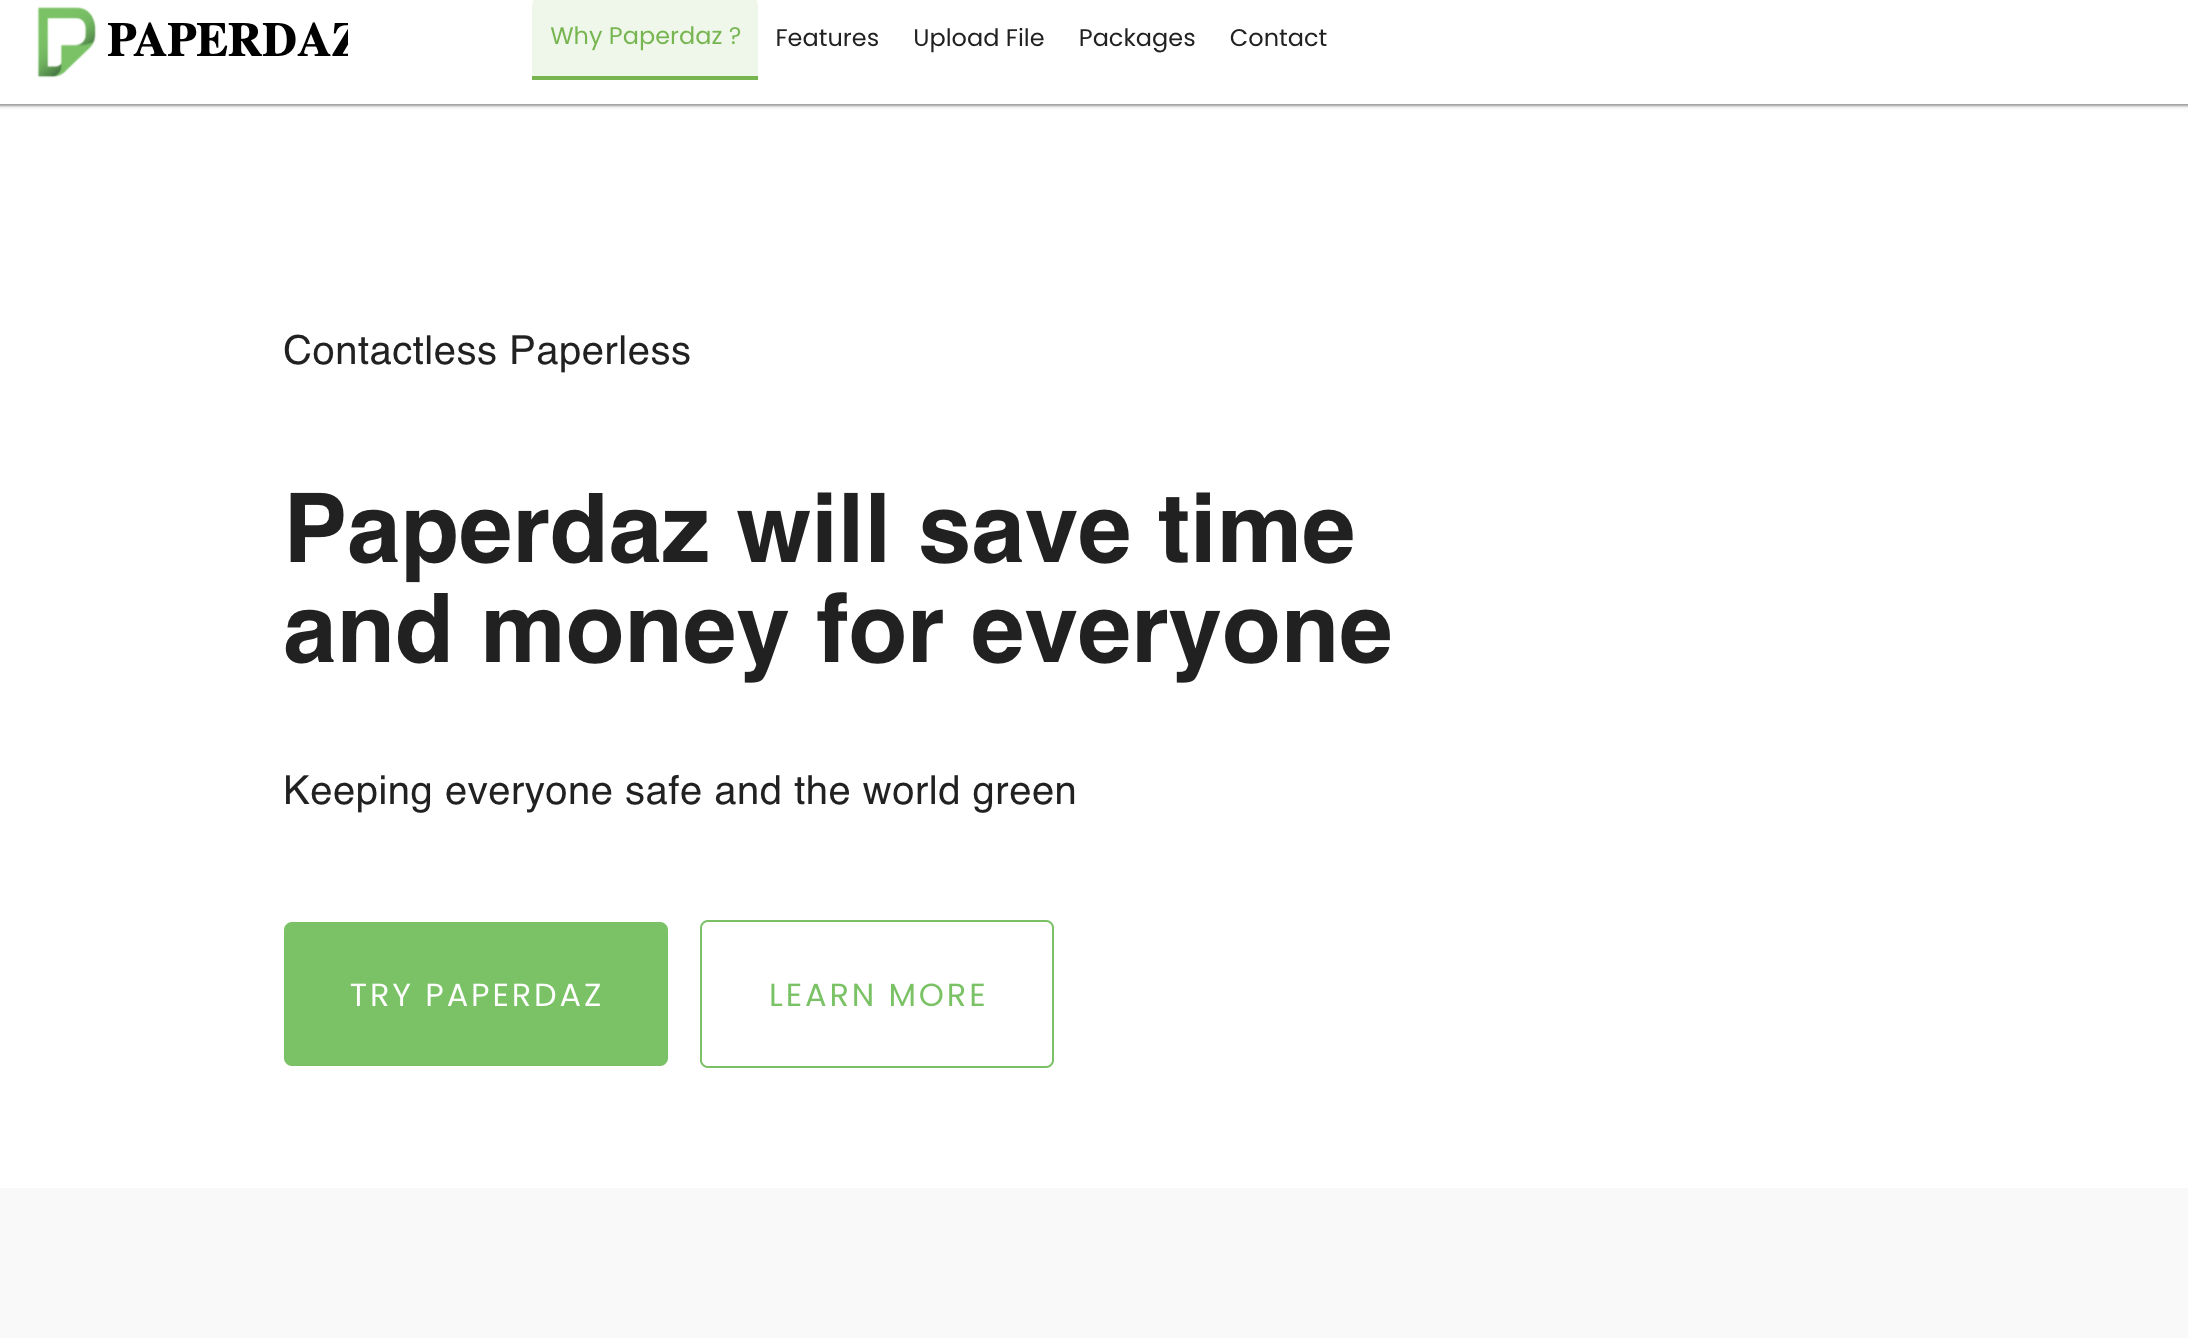 PAPERDAZ
Why Paperdaz ?
Features
Upload File
Packages
Contact
Contactless Paperless
Paperdaz will save time
and money for everyone
Keeping everyone safe and the world green
TRY PAPERDAZ
LEARN MORE